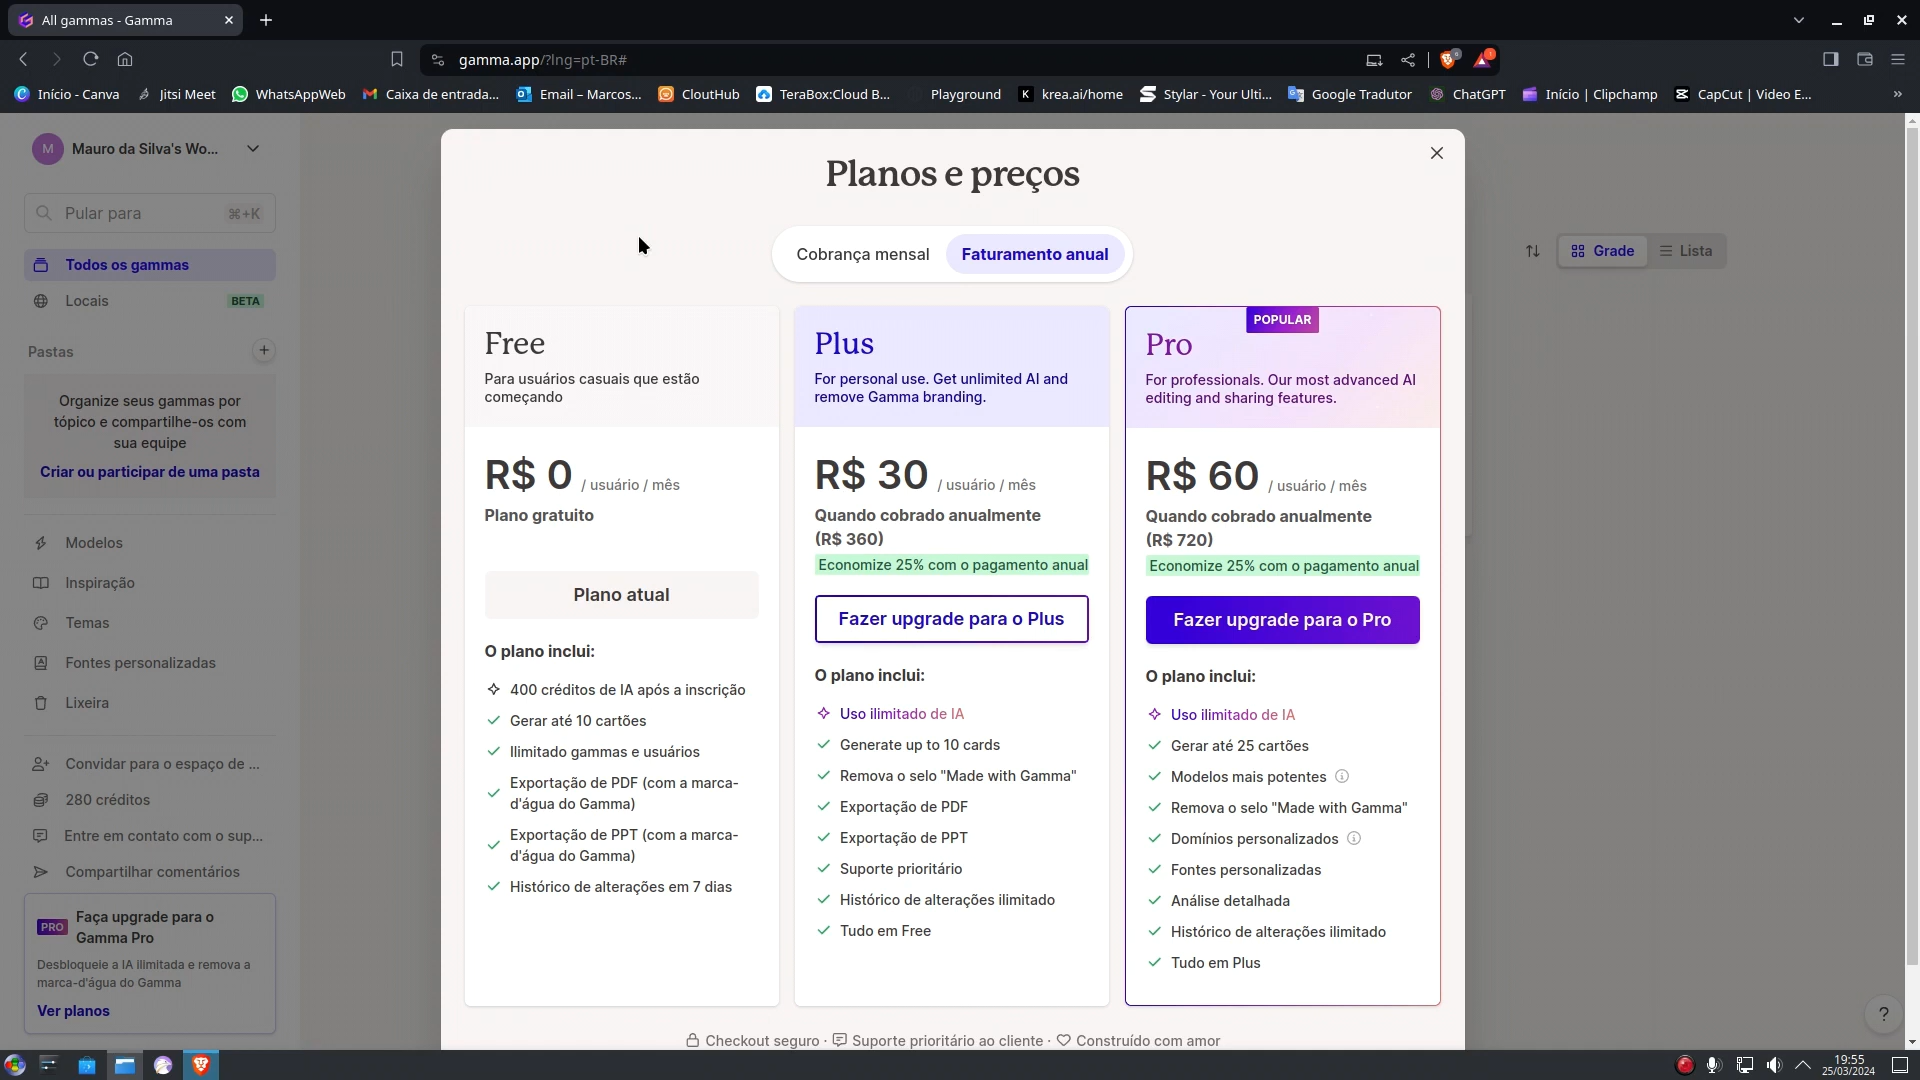 All gammas - Gamma
gamma.app/?lng=pt-BR#
Início - Canva
Jitsi Meet
WhatsAppWeb
Caixa de entrada...
Email – Marcos...
CloutHub
TeraBox:Cloud B...
Playground
krea.ai/home
Stylar - Your Ulti...
Google Tradutor
ChatGPT
Início | Clipchamp
CapCut | Video E...
M
Mauro da Silva's Wo...
Pular para
⌘+K
Todos os gammas
Locais
BETA
Pastas
Organize seus gammas por
tópico e compartilhe-os com
sua equipe
Criar ou participar de uma pasta
Modelos
Inspiração
Temas
Fontes personalizadas
Lixeira
Convidar para o espaço de ...
280 créditos
Entre em contato com o sup...
Compartilhar comentários
PRO
Faça upgrade para o
Gamma Pro
Desbloqueie a IA ilimitada e remova a
marca-d'água do Gamma
Ver planos
Planos e preços
Cobrança mensal
Faturamento anual
Free
Para usuários casuais que estão
começando
R$ 0 / usuário / mês
Plano gratuito
Plano atual
O plano inclui:
400 créditos de IA após a inscrição
Gerar até 10 cartões
Ilimitado gammas e usuários
Exportação de PDF (com a marca-
d'água do Gamma)
Exportação de PPT (com a marca-
d'água do Gamma)
Histórico de alterações em 7 dias
Plus
For personal use. Get unlimited AI and
remove Gamma branding.
R$ 30 / usuário / mês
Quando cobrado anualmente
(R$ 360)
Economize 25% com o pagamento anual
Fazer upgrade para o Plus
O plano inclui:
Uso ilimitado de IA
Generate up to 10 cards
Remova o selo "Made with Gamma"
Exportação de PDF
Exportação de PPT
Suporte prioritário
Histórico de alterações ilimitado
Tudo em Free
POPULAR
Pro
For professionals. Our most advanced AI
editing and sharing features.
R$ 60 / usuário / mês
Quando cobrado anualmente
(R$ 720)
Economize 25% com o pagamento anual
Fazer upgrade para o Pro
O plano inclui:
Uso ilimitado de IA
Gerar até 25 cartões
Modelos mais potentes
Remova o selo "Made with Gamma"
Domínios personalizados
Fontes personalizadas
Análise detalhada
Histórico de alterações ilimitado
Tudo em Plus
Checkout seguro · Suporte prioritário ao cliente · Construído com amor
Grade
Lista
?
19:55
25/03/2024